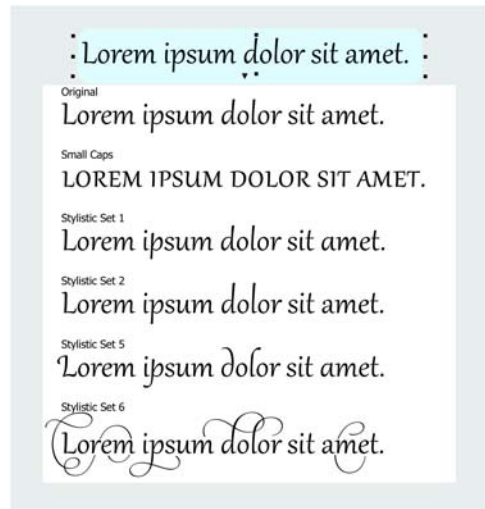 Lorem ipsum dolor sit amet.
Original
Lorem ipsum dolor sit amet.
Small Caps
LOREM IPSUM DOLOR SIT AMET.
Stylistic Set 1
Lorem ipsum dolor sit amet.
Stylistic Set 2
Lorem ipsum dolor sit amet.
Stylistic Set 5
Lorem ipsum dolor sit amet.
Stylistic Set 6
Lorem ipsum dolor sit amet.